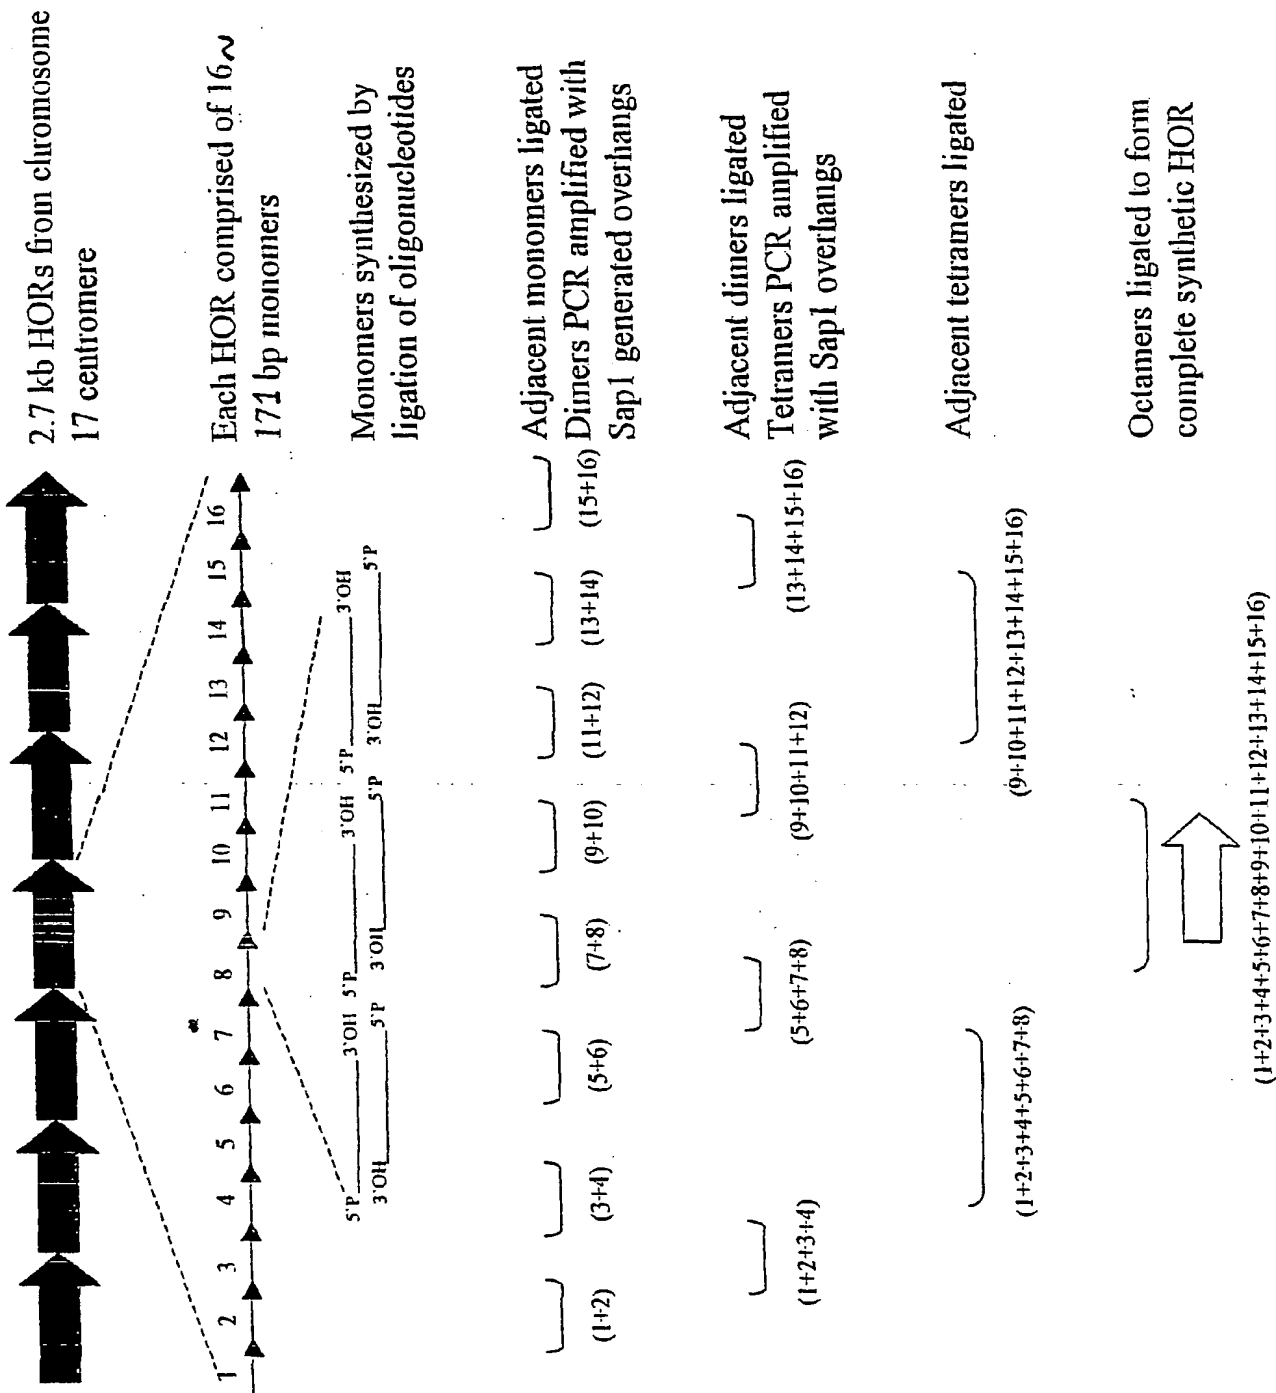 2.7 kb HORs from chromosome
17 centromere
Each HOR comprised of 16~
171 bp monomers
1 2 3 4 5 6 7 8 9 10 11 12 13 14 15 16
Monomers synthesized by
ligation of oligonucleotides
5'P 3'OH 5'P 3'OH 5'P 3'OH
3'OH 5'P 3'OH 5'P 3'OH 5'P
Adjacent monomers ligated
Dimers PCR amplified with
Sap1 generated overhangs
(1+2) (3+4) (5+6) (7+8) (9+10) (11+12) (13+14) (15+16)
Adjacent dimers ligated
Tetramers PCR amplified
with Sap1 overhangs
(1+2+3+4) (5+6+7+8) (9+10+11+12) (13+14+15+16)
Adjacent tetramers ligated
(1+2+3+4+5+6+7+8) (9+10+11+12+13+14+15+16)
Octamers ligated to form
complete synthetic HOR
(1+2+3+4+5+6+7+8+9+10+11+12+13+14+15+16)